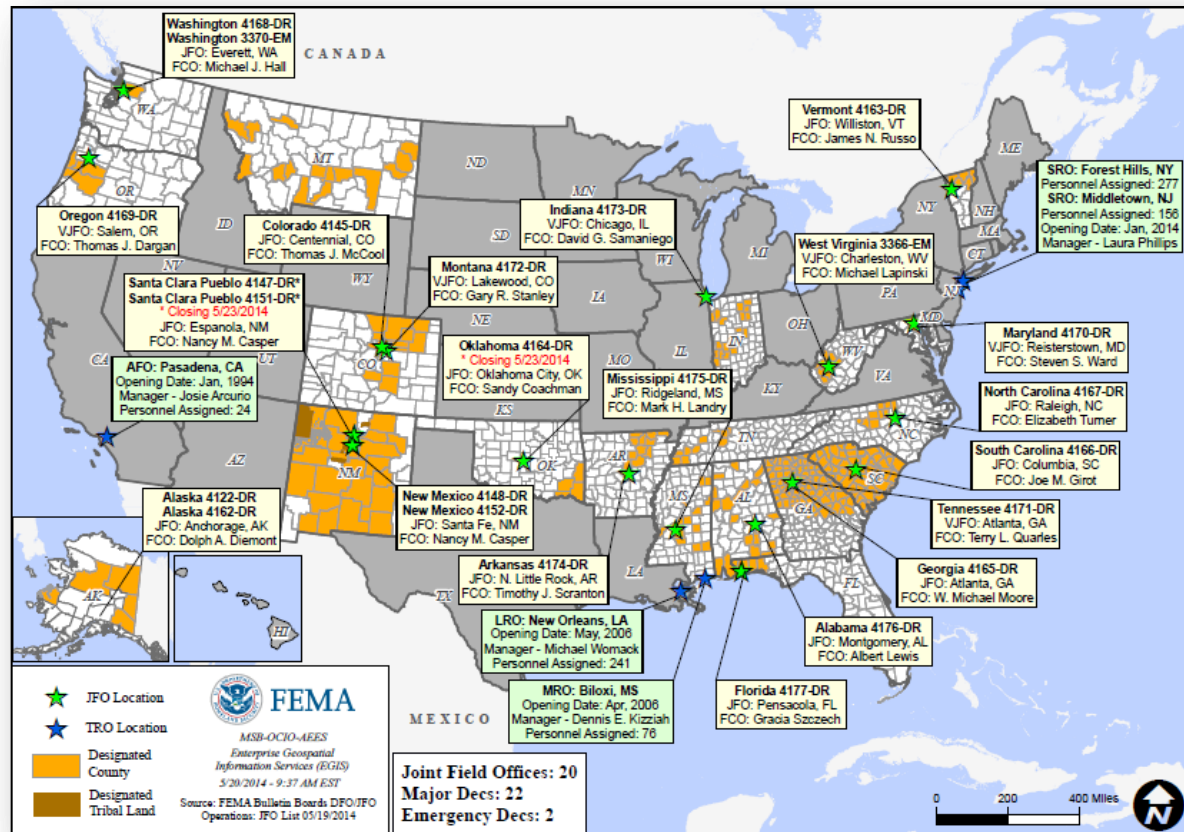 Washington 4168-DR
Washington 3370-EM
JFO: Everett, WA
FCO: Michael J. Hall
CANADA
Vermont 4163-DR
JFO: Williston, VT
FCO: James N. Russo
SRO: Forest Hills, NY
Personnel Assigned: 277
SRO: Middletown, NJ
Personnel Assigned: 156
Opening Date: Jan, 2014
Manager - Laura Phillips
Oregon 4169-DR
VJFO: Salem, OR
FCO: Thomas J. Dargan
Colorado 4145-DR
JFO: Centennial, CO
FCO: Thomas J. McCool
Indiana 4173-DR
VJFO: Chicago, IL
FCO: David G. Samaniego
West Virginia 3366-EM
VJFO: Charleston, WV
FCO: Michael Lapinski
Santa Clara Pueblo 4147-DR*
Santa Clara Pueblo 4151-DR*
* Closing 5/23/2014
JFO: Espanola, NM
FCO: Nancy M. Casper
Montana 4172-DR
VJFO: Lakewood, CO
FCO: Gary R. Stanley
Oklahoma 4164-DR
* Closing 5/23/2014
JFO: Oklahoma City, OK
FCO: Sandy Coachman
Maryland 4170-DR
VJFO: Reisterstown, MD
FCO: Steven S. Ward
AFO: Pasadena, CA
Opening Date: Jan, 1994
Manager - Josie Arcurio
Personnel Assigned: 24
Mississippi 4175-DR
JFO: Ridgeland, MS
FCO: Mark H. Landry
North Carolina 4167-DR
JFO: Raleigh, NC
FCO: Elizabeth Turner
South Carolina 4166-DR
JFO: Columbia, SC
FCO: Joe M. Girot
Alaska 4122-DR
Alaska 4162-DR
JFO: Anchorage, AK
FCO: Dolph A. Diemont
New Mexico 4148-DR
New Mexico 4152-DR
JFO: Santa Fe, NM
FCO: Nancy M. Casper
Tennessee 4171-DR
VJFO: Atlanta, GA
FCO: Terry L. Quarles
Arkansas 4174-DR
JFO: N. Little Rock, AR
FCO: Timothy J. Scranton
Georgia 4165-DR
JFO: Atlanta, GA
FCO: W. Michael Moore
LRO: New Orleans, LA
Opening Date: May, 2006
Manager - Michael Womack
Personnel Assigned: 241
Alabama 4176-DR
JFO: Montgomery, AL
FCO: Albert Lewis
MRO: Biloxi, MS
Opening Date: Apr, 2006
Manager - Dennis E. Kizziah
Personnel Assigned: 76
Florida 4177-DR
JFO: Pensacola, FL
FCO: Gracia Szczech
WA
MT
ND
MN
ME
OR
ID
SD
WI
MI
NY
NH
MA
CT
NV
WY
IA
PA
NJ
NE
OH
MD
CA
UT
CO
IL
IN
WV
VA
KS
MO
KY
AZ
NM
OK
AR
TN
NC
SC
MS
AL
GA
TX
LA
FL
AK
HI
MEXICO
JFO Location
TRO Location
Designated
County
Designated
Tribal Land
FEMA
MSB-OCIO-AEES
Enterprise Geospatial
Information Services (EGIS)
5/20/2014 - 9:37 AM EST
Source: FEMA Bulletin Boards DFO/JFO
Operations: JFO List 05/19/2014
Joint Field Offices: 20
Major Decs: 22
Emergency Decs: 2
0 200 400 Miles
N